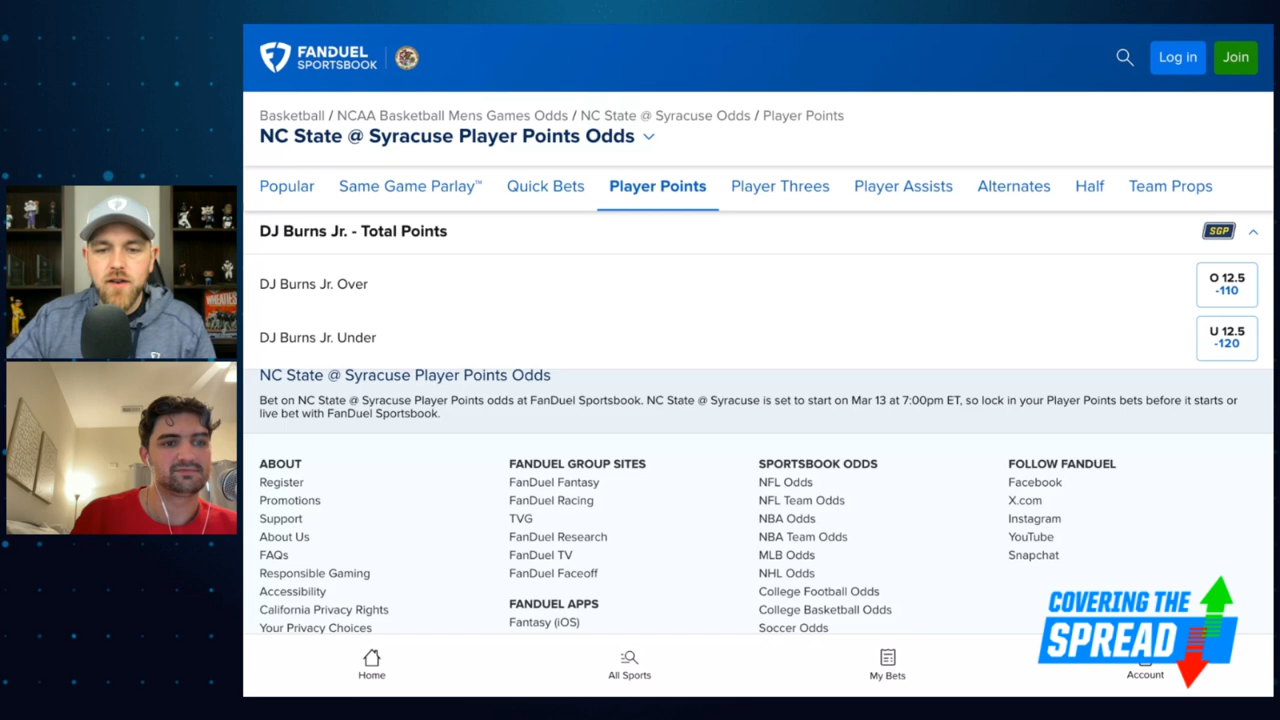 FANDUEL
SPORTSBOOK
Log in
Join
Basketball / NCAA Basketball Mens Games Odds / NC State @ Syracuse Odds / Player Points
NC State @ Syracuse Player Points Odds
Popular
Same Game Parlay™
Quick Bets
Player Points
Player Threes
Player Assists
Alternates
Half
Team Props
DJ Burns Jr. - Total Points
SGP
DJ Burns Jr. Over
O 12.5
-110
DJ Burns Jr. Under
U 12.5
-120
NC State @ Syracuse Player Points Odds
Bet on NC State @ Syracuse Player Points odds at FanDuel Sportsbook. NC State @ Syracuse is set to start on Mar 13 at 7:00pm ET, so lock in your Player Points bets before it starts or
live bet with FanDuel Sportsbook.
ABOUT
Register
Promotions
Support
About Us
FAQs
Responsible Gaming
Accessibility
California Privacy Rights
Your Privacy Choices
FANDUEL GROUP SITES
FanDuel Fantasy
FanDuel Racing
TVG
FanDuel Research
FanDuel TV
FanDuel Faceoff
FANDUEL APPS
Fantasy (iOS)
SPORTSBOOK ODDS
NFL Odds
NFL Team Odds
NBA Odds
NBA Team Odds
MLB Odds
NHL Odds
College Football Odds
College Basketball Odds
Soccer Odds
FOLLOW FANDUEL
Facebook
X.com
Instagram
YouTube
Snapchat
COVERING THE
SPREAD
Home
All Sports
My Bets
Account
WHEATIES